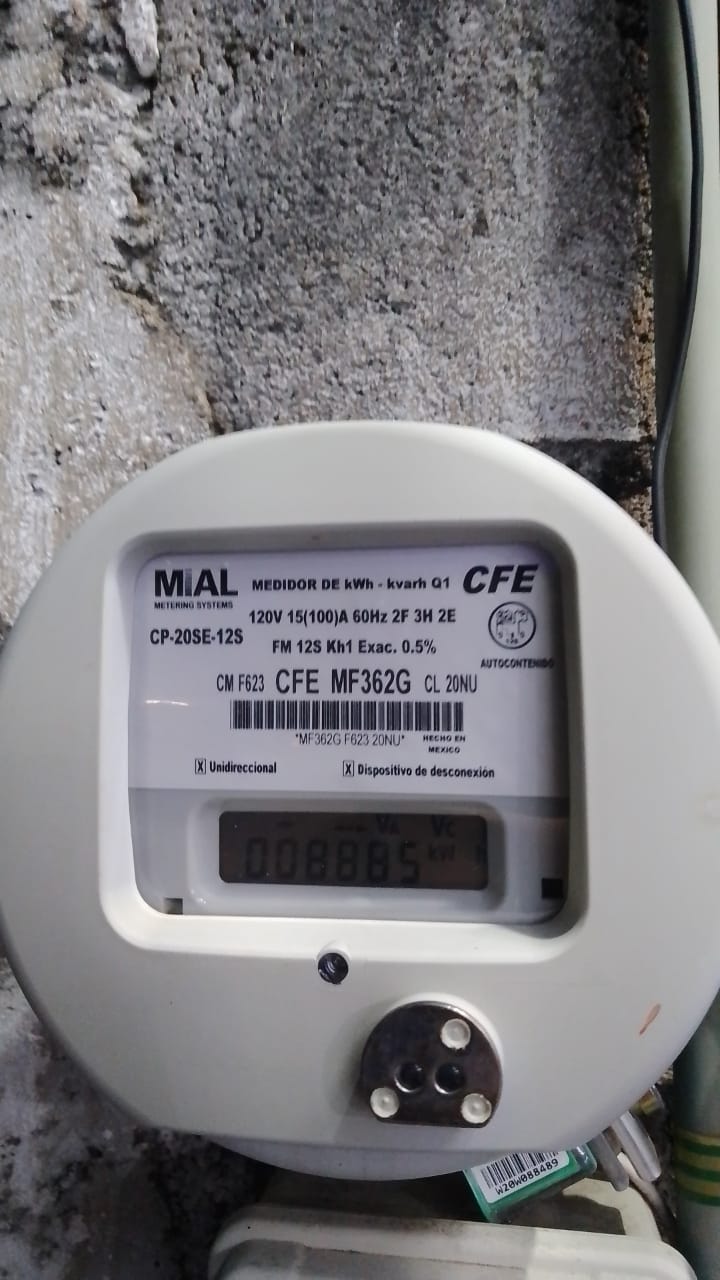 MIAL
METERING SYSTEMS
MEDIDOR DE kWh - kvarh Q1
CFE
120V 15(100)A 60Hz 2F 3H 2E
CP-20SE-12S
FM 12S Kh1 Exac. 0.5%
AUTOCONTENIDO
CM F623 CFE MF362G CL 20NU
*MF362G F623 20NU*
HECHO EN
MEXICO
X Unidireccional
X Dispositivo de desconexión
VA VC
008885
W20W088489